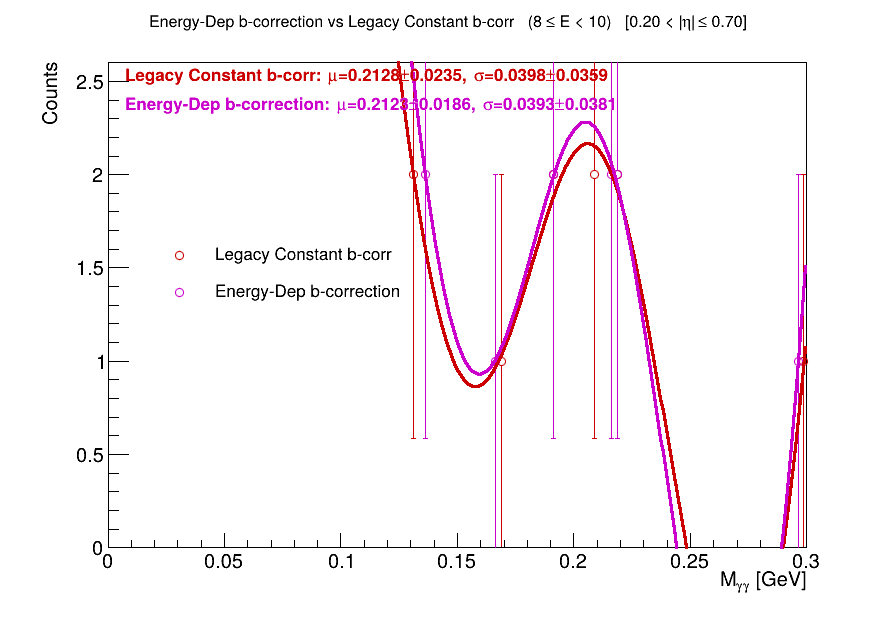 Energy-Dep b-correction vs Legacy Constant b-corr (8 ≤ E < 10) [0.20 < |η| ≤ 0.70]
Counts
Legacy Constant b-corr: μ=0.2128±0.0235, σ=0.0398±0.0359
Energy-Dep b-correction: μ=0.2123±0.0186, σ=0.0393±0.0381
2.5
2
1.5
1
0.5
0
Legacy Constant b-corr
Energy-Dep b-correction
0 0.05 0.1 0.15 0.2 0.25 0.3
M_γγ [GeV]